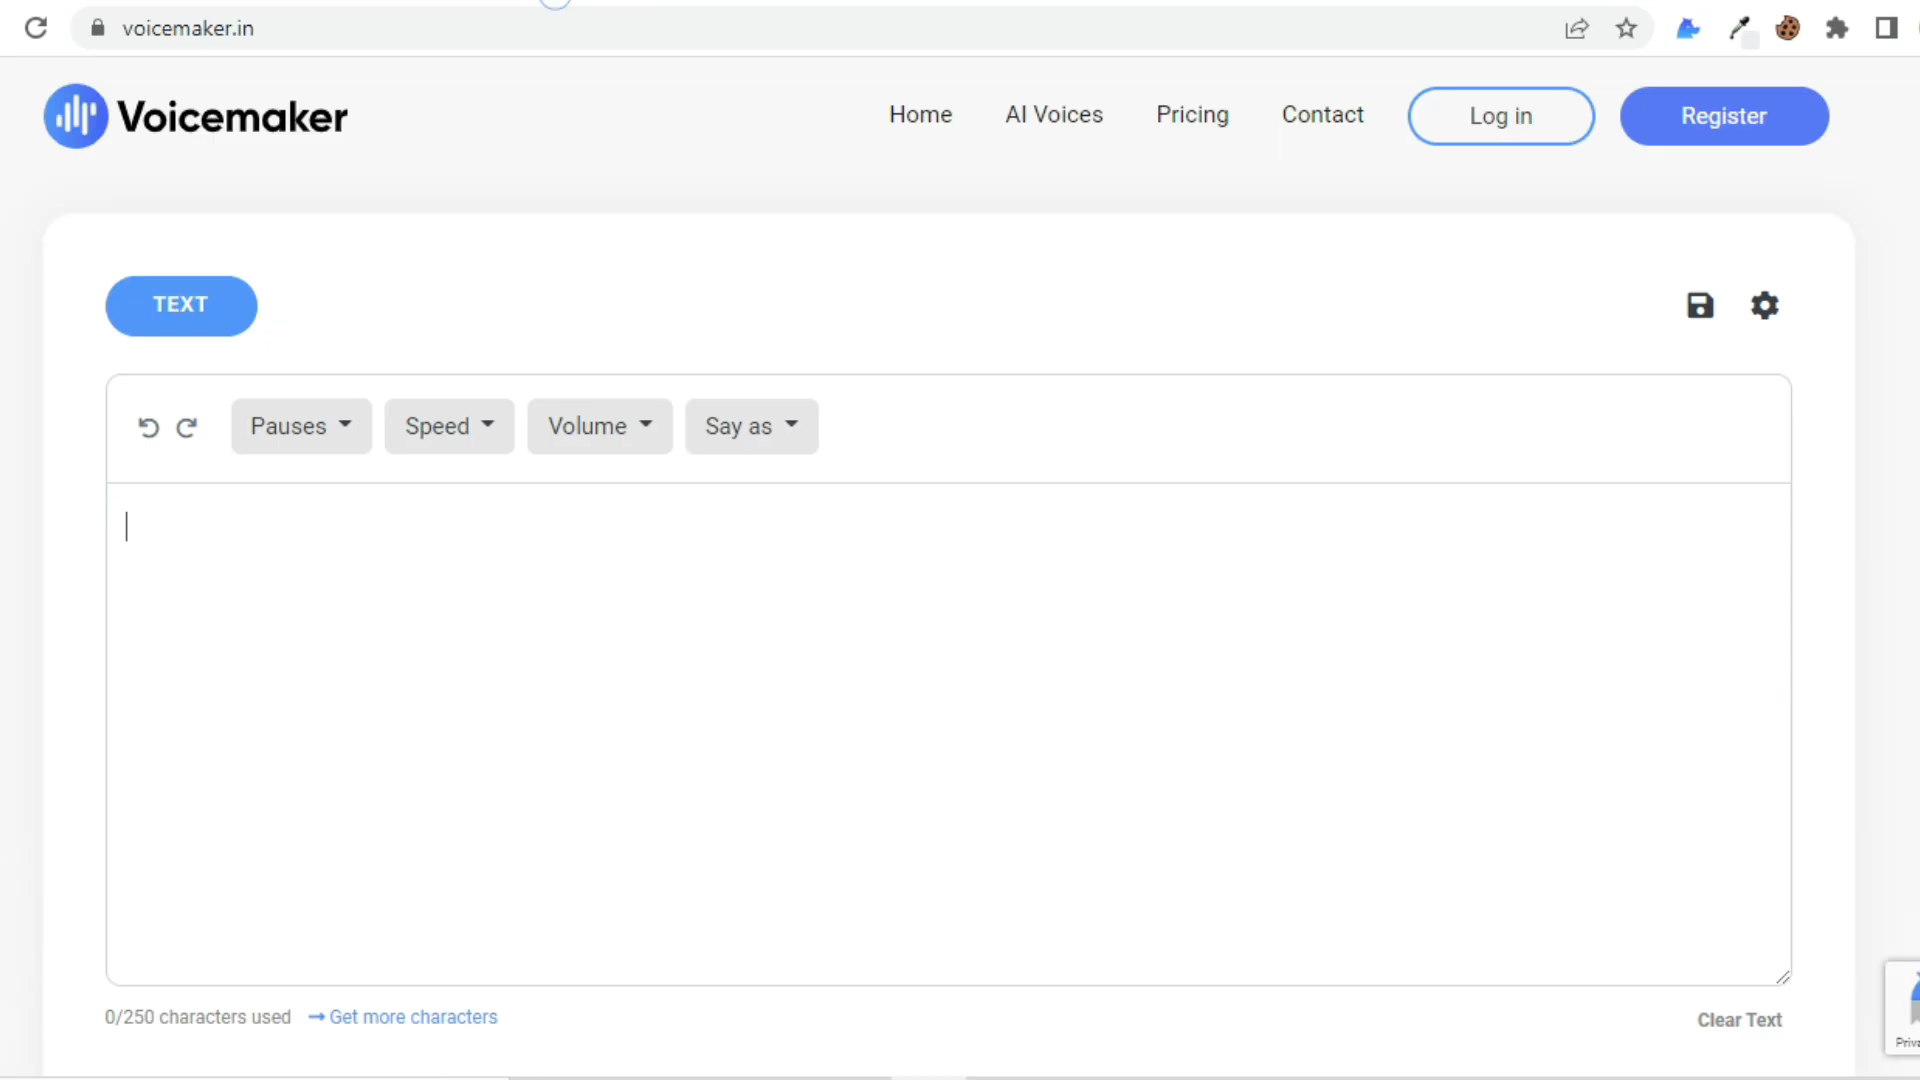 voicemaker.in
Voicemaker
Home AI Voices Pricing Contact Log in Register
TEXT
Pauses Speed Volume Say as
0/250 characters used → Get more characters
Clear Text